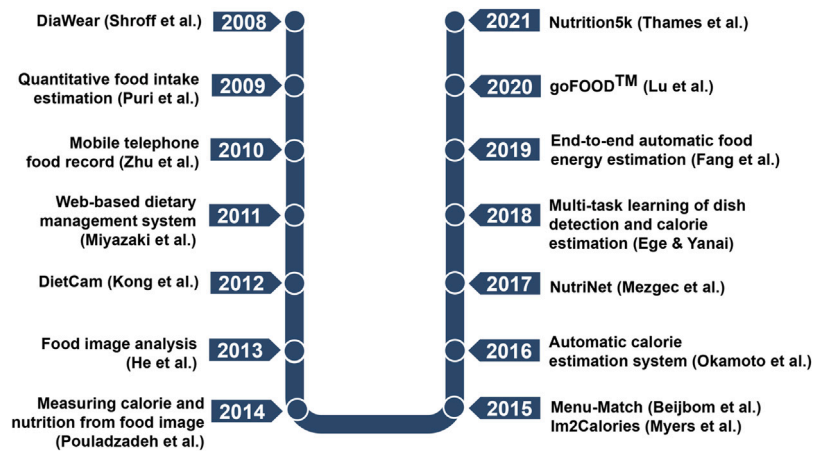 DiaWear (Shroff et al.)
2008
Quantitative food intake
estimation (Puri et al.)
2009
Mobile telephone
food record (Zhu et al.)
2010
Web-based dietary
management system
(Miyazaki et al.)
2011
DietCam (Kong et al.)
2012
Food image analysis
(He et al.)
2013
Measuring calorie and
nutrition from food image
(Pouladzadeh et al.)
2014
2021
Nutrition5k (Thames et al.)
2020
goFOOD™ (Lu et al.)
2019
End-to-end automatic food
energy estimation (Fang et al.)
2018
Multi-task learning of dish
detection and calorie
estimation (Ege & Yanai)
2017
NutriNet (Mezgec et al.)
2016
Automatic calorie
estimation system (Okamoto et al.)
2015
Menu-Match (Beijbom et al.)
Im2Calories (Myers et al.)